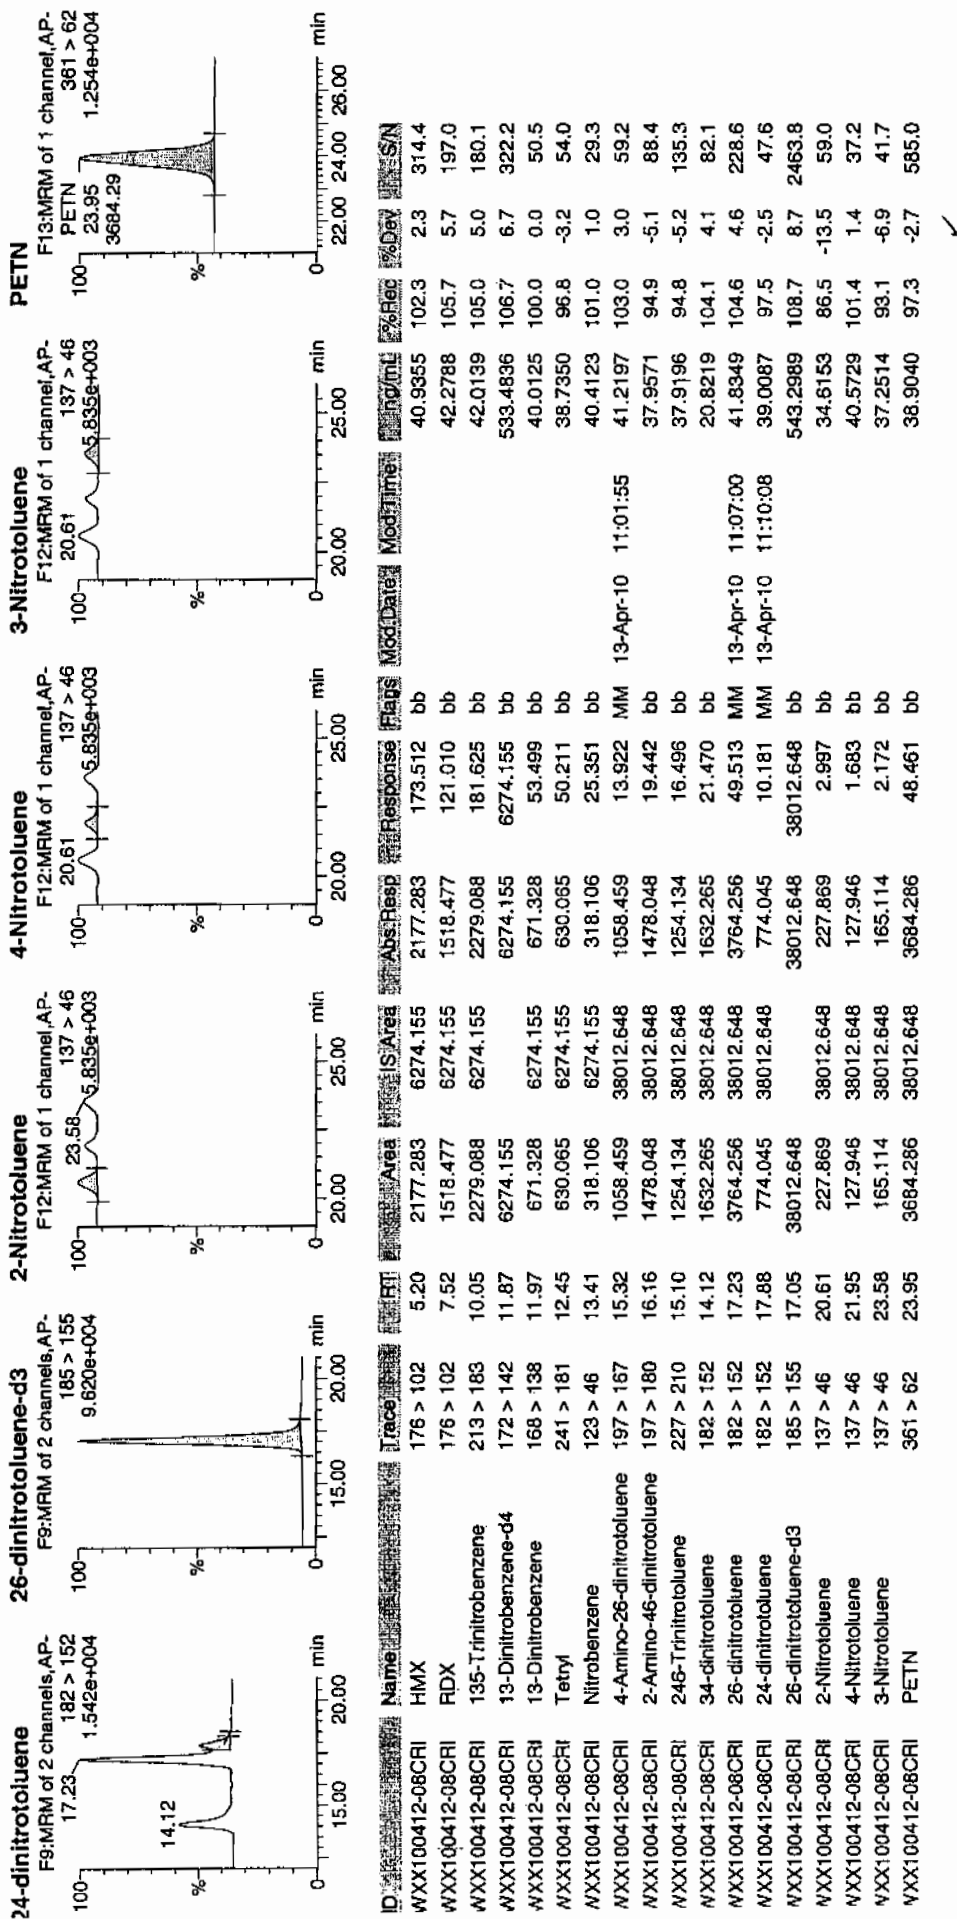 24-dinitrotoluene
F9:MRM of 2 channels,AP-
182 > 152
1.542e+004
100
17.23
14.12
%
0
15.00
20.00
min
26-dinitrotoluene-d3
F9:MRM of 2 channels,AP-
185 > 155
9.620e+004
100
%
0
15.00
20.00
min
2-Nitrotoluene
F12:MRM of 1 channel,AP-
137 > 46
5.835e+003
100
23.58
%
0
20.00
25.00
min
4-Nitrotoluene
F12:MRM of 1 channel,AP-
137 > 46
5.835e+003
100
20.61
%
0
20.00
25.00
min
3-Nitrotoluene
F12:MRM of 1 channel,AP-
137 > 46
5.835e+003
100
20.61
%
0
20.00
25.00
min
PETN
F13:MRM of 1 channel,AP-
361 > 62
1.254e+004
100
PETN
23.95
3684.29
%
0
22.00
24.00
26.00
min
ID Name Trace RT Area IS Area Abs.Resp Response Flags Mod.Date Mod.Time ng/mL %Rec %Dev S/N
WXX100412-08CRI HMX 176 > 102 5.20 2177.283 6274.155 2177.283 173.512 bb 40.9355 102.3 2.3 314.4
WXX100412-08CRI RDX 176 > 102 7.52 1518.477 6274.155 1518.477 121.010 bb 42.2788 105.7 5.7 197.0
WXX100412-08CRI 135-Trinitrobenzene 213 > 183 10.05 2279.088 6274.155 2279.088 181.625 bb 42.0139 105.0 5.0 180.1
WXX100412-08CRI 13-Dinitrobenzene-d4 172 > 142 11.87 6274.155 6274.155 6274.155 bb 533.4836 106.7 6.7 322.2
WXX100412-08CRI 13-Dinitrobenzene 168 > 138 11.97 671.328 6274.155 671.328 53.499 bb 40.0125 100.0 0.0 50.5
WXX100412-08CRI Tetryl 241 > 181 12.45 630.065 6274.155 630.065 50.211 bb 38.7350 96.8 -3.2 54.0
WXX100412-08CRI Nitrobenzene 123 > 46 13.41 318.106 6274.155 318.106 25.351 bb 40.4123 101.0 1.0 29.3
WXX100412-08CRI 4-Amino-26-dinitrotoluene 197 > 167 15.32 1058.459 38012.648 1058.459 13.922 MM 13-Apr-10 11:01:55 41.2197 103.0 3.0 59.2
WXX100412-08CRI 2-Amino-46-dinitrotoluene 197 > 180 16.16 1478.048 38012.648 1478.048 19.442 bb 37.9571 94.9 -5.1 88.4
WXX100412-08CRI 246-Trinitrotoluene 227 > 210 15.10 1254.134 38012.648 1254.134 16.496 bb 37.9196 94.8 -5.2 135.3
WXX100412-08CRI 34-dinitrotoluene 182 > 152 14.12 1632.265 38012.648 1632.265 21.470 bb 20.8219 104.1 4.1 82.1
WXX100412-08CRI 26-dinitrotoluene 182 > 152 17.23 3764.256 38012.648 3764.256 49.513 MM 13-Apr-10 11:07:00 41.8349 104.6 4.6 228.6
WXX100412-08CRI 24-dinitrotoluene 182 > 152 17.88 774.045 38012.648 774.045 10.181 MM 13-Apr-10 11:10:08 39.0087 97.5 -2.5 47.6
WXX100412-08CRI 26-dinitrotoluene-d3 185 > 155 17.05 38012.648 38012.648 38012.648 bb 543.2989 108.7 8.7 2463.8
WXX100412-08CRI 2-Nitrotoluene 137 > 46 20.61 227.869 38012.648 227.869 2.997 bb 34.6153 86.5 -13.5 59.0
WXX100412-08CRI 4-Nitrotoluene 137 > 46 21.95 127.946 38012.648 127.946 1.683 bb 40.5729 101.4 1.4 37.2
WXX100412-08CRI 3-Nitrotoluene 137 > 46 23.58 165.114 38012.648 165.114 2.172 bb 37.2514 93.1 -6.9 41.7
WXX100412-08CRI PETN 361 > 62 23.95 3684.286 38012.648 3684.286 48.461 bb 38.9040 97.3 -2.7 585.0